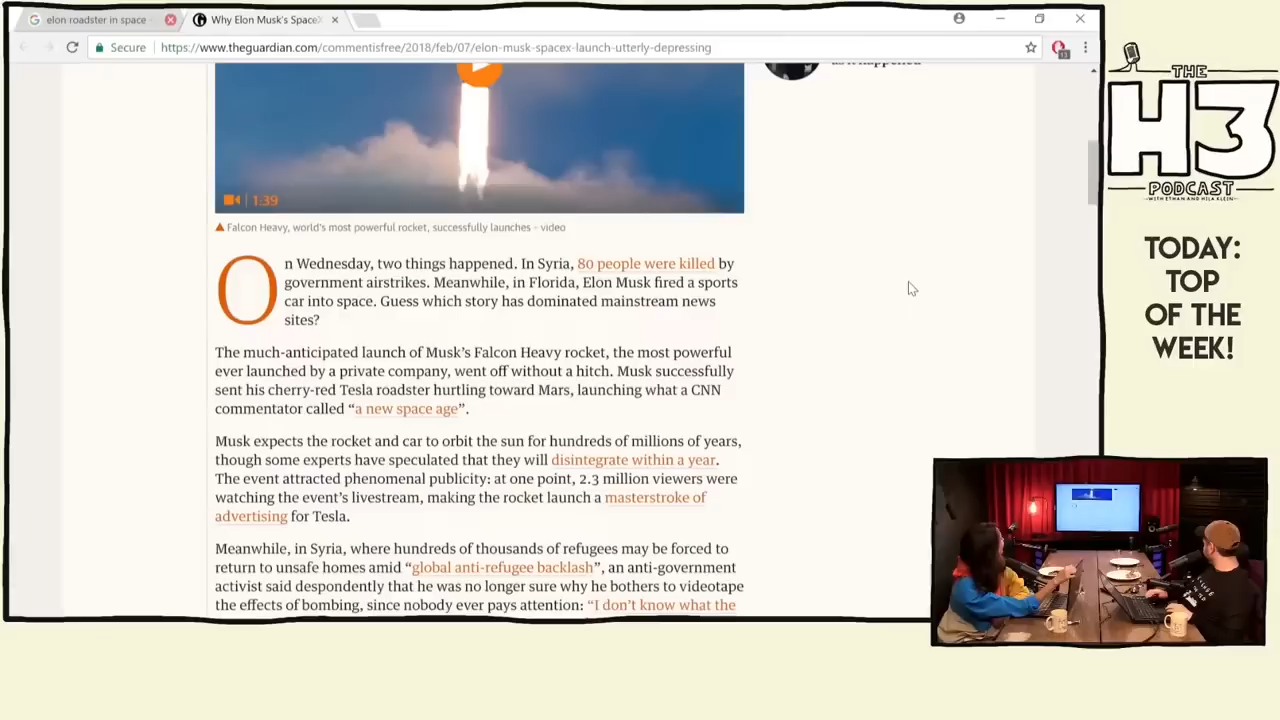 elon roadster in space
Why Elon Musk's Space
Secure
https://www.theguardian.com/commentisfree/2018/feb/07/elon-musk-spacex-launch-utterly-depressing
1:39
Falcon Heavy, world's most powerful rocket, successfully launches - video
On Wednesday, two things happened. In Syria, 80 people were killed by
government airstrikes. Meanwhile, in Florida, Elon Musk fired a sports
car into space. Guess which story has dominated mainstream news
sites?
The much-anticipated launch of Musk's Falcon Heavy rocket, the most powerful
ever launched by a private company, went off without a hitch. Musk successfully
sent his cherry-red Tesla roadster hurtling toward Mars, launching what a CNN
commentator called “a new space age”.
Musk expects the rocket and car to orbit the sun for hundreds of millions of years,
though some experts have speculated that they will disintegrate within a year.
The event attracted phenomenal publicity: at one point, 2.3 million viewers were
watching the event's livestream, making the rocket launch a masterstroke of
advertising for Tesla.
Meanwhile, in Syria, where hundreds of thousands of refugees may be forced to
return to unsafe homes amid “global anti-refugee backlash”, an anti-government
activist said despondently that he was no longer sure why he bothers to videotape
the effects of bombing, since nobody ever pays attention: “I don't know what the
THE
H3
PODCAST
WITH ETHAN AND HILA KLEIN
TODAY:
TOP
OF THE
WEEK!